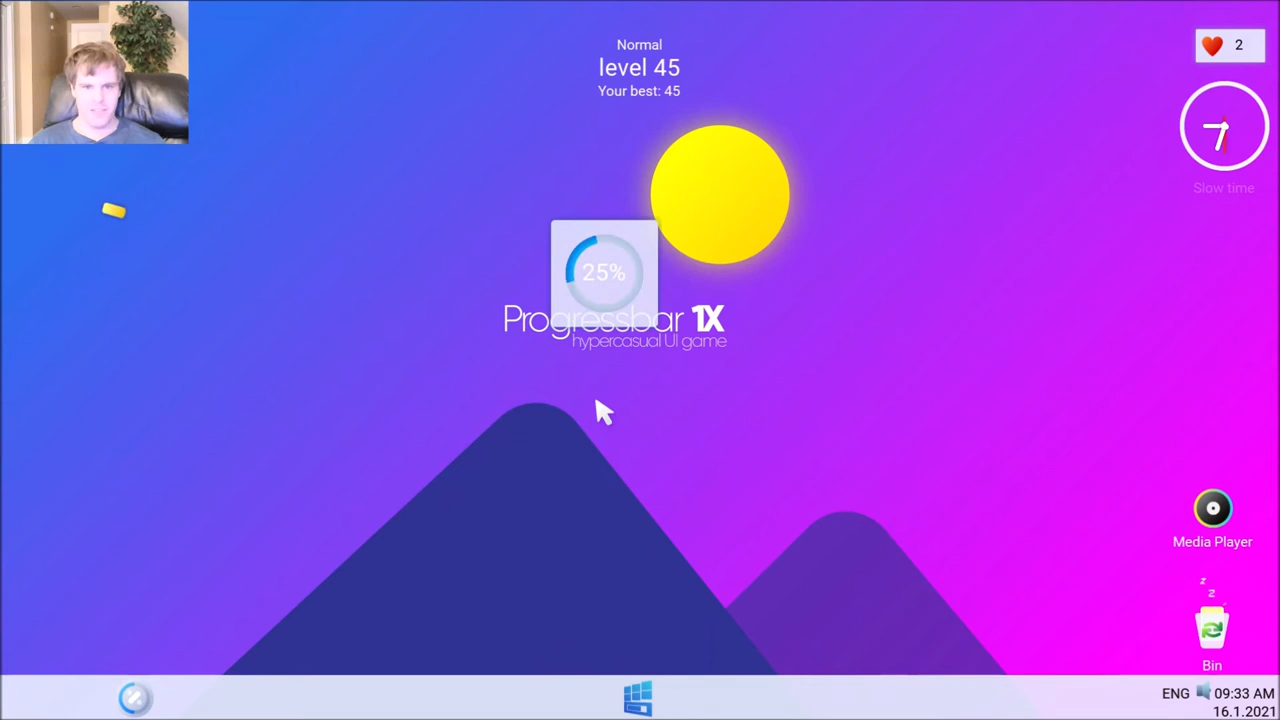 Normal
level 45
Your best: 45
2
Slow time
25%
Progressbar 1X
hypercasual UI game
Media Player
z
z
Bin
ENG 09:33 AM
16.1.2021